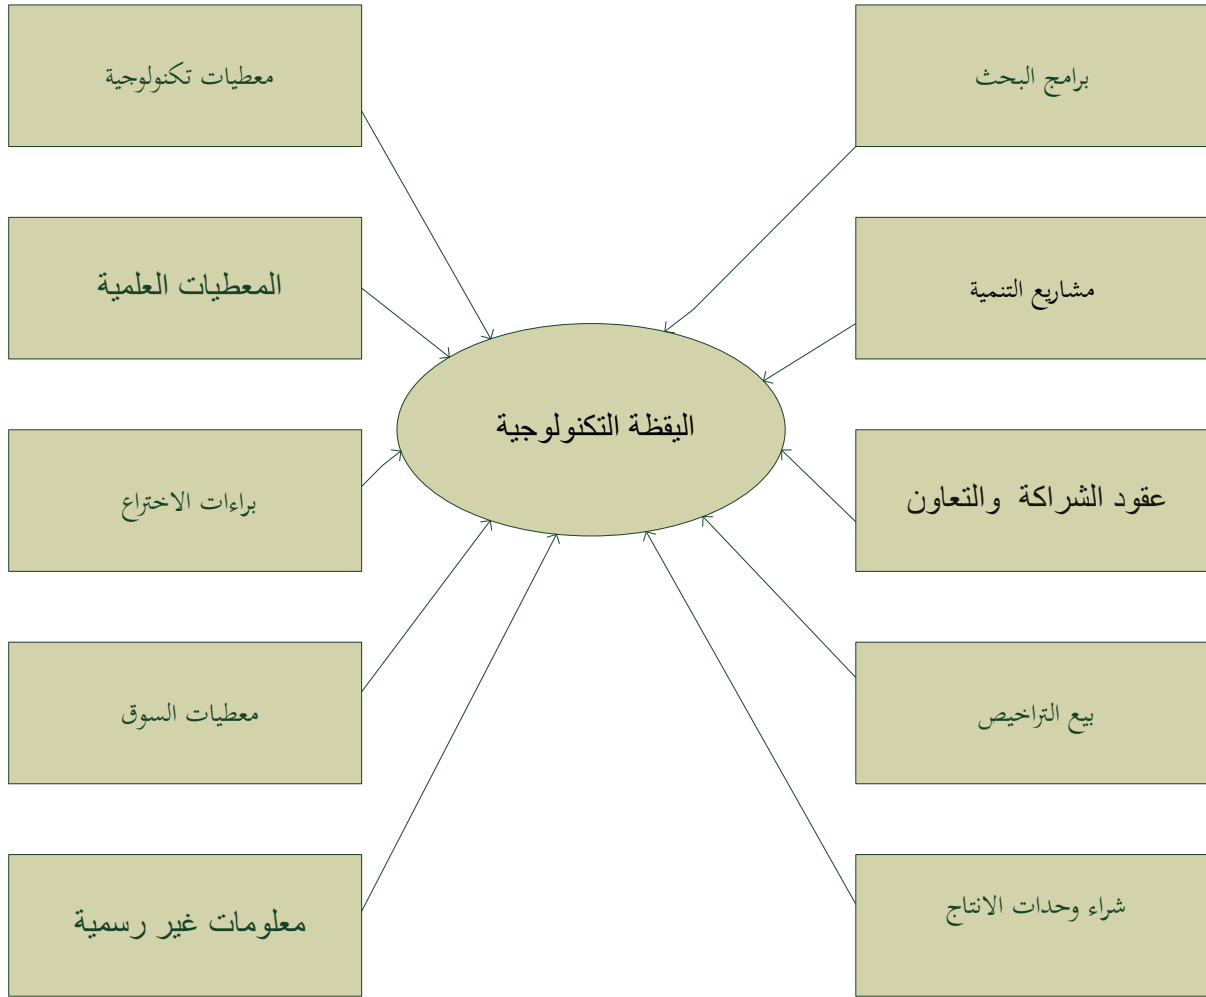 برامج البحث
معطيات تكنولوجية
مشاريع التنمية
المعطيات العلمية
اليقظة التكنولوجية
عقود الشراكة والتعاون
براءات الاختراع
بيع التراخيص
معطيات السوق
شراء وحدات الانتاج
معلومات غير رسمية